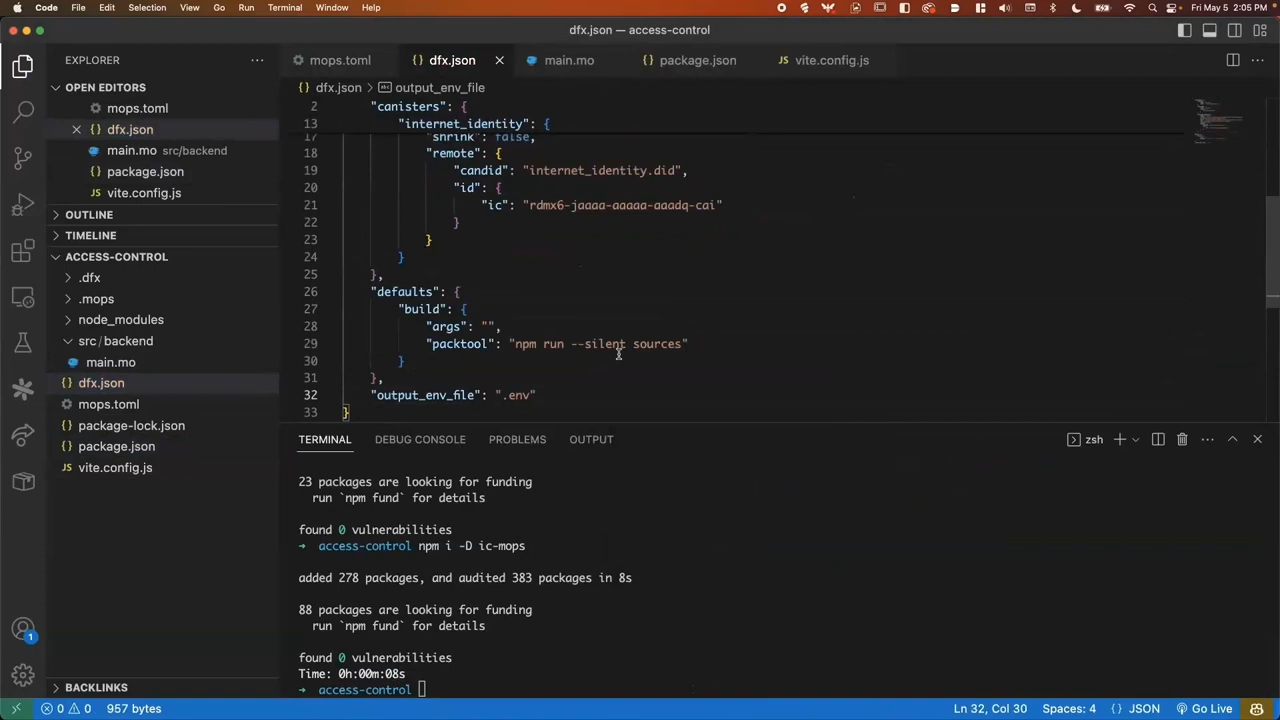 Code File Edit Selection View Go Run Terminal Window Help
Fri May 5 2:05 PM
dfx.json — access-control
EXPLORER
OPEN EDITORS
mops.toml
dfx.json
main.mo src/backend
package.json
vite.config.js
OUTLINE
TIMELINE
ACCESS-CONTROL
.dfx
.mops
node_modules
src/backend
main.mo
dfx.json
mops.toml
package-lock.json
package.json
vite.config.js
BACKLINKS
mops.toml dfx.json main.mo package.json vite.config.js
dfx.json > output_env_file
2 "canisters": {
13 "internet_identity": {
17 "shrink": false,
18 "remote": {
19 "candid": "internet_identity.did",
20 "id": {
21 "ic": "rdmx6-jaaaa-aaaaa-aaadq-cai"
22 }
23 }
24 }
25 },
26 "defaults": {
27 "build": {
28 "args": "",
29 "packtool": "npm run --silent sources"
30 }
31 },
32 "output_env_file": ".env"
33 }
TERMINAL DEBUG CONSOLE PROBLEMS OUTPUT
zsh
23 packages are looking for funding
run `npm fund` for details
found 0 vulnerabilities
→ access-control npm i -D ic-mops
added 278 packages, and audited 383 packages in 8s
88 packages are looking for funding
run `npm fund` for details
found 0 vulnerabilities
Time: 0h:00m:08s
→ access-control
1
0 0 957 bytes
Ln 32, Col 30 Spaces: 4 {} JSON Go Live